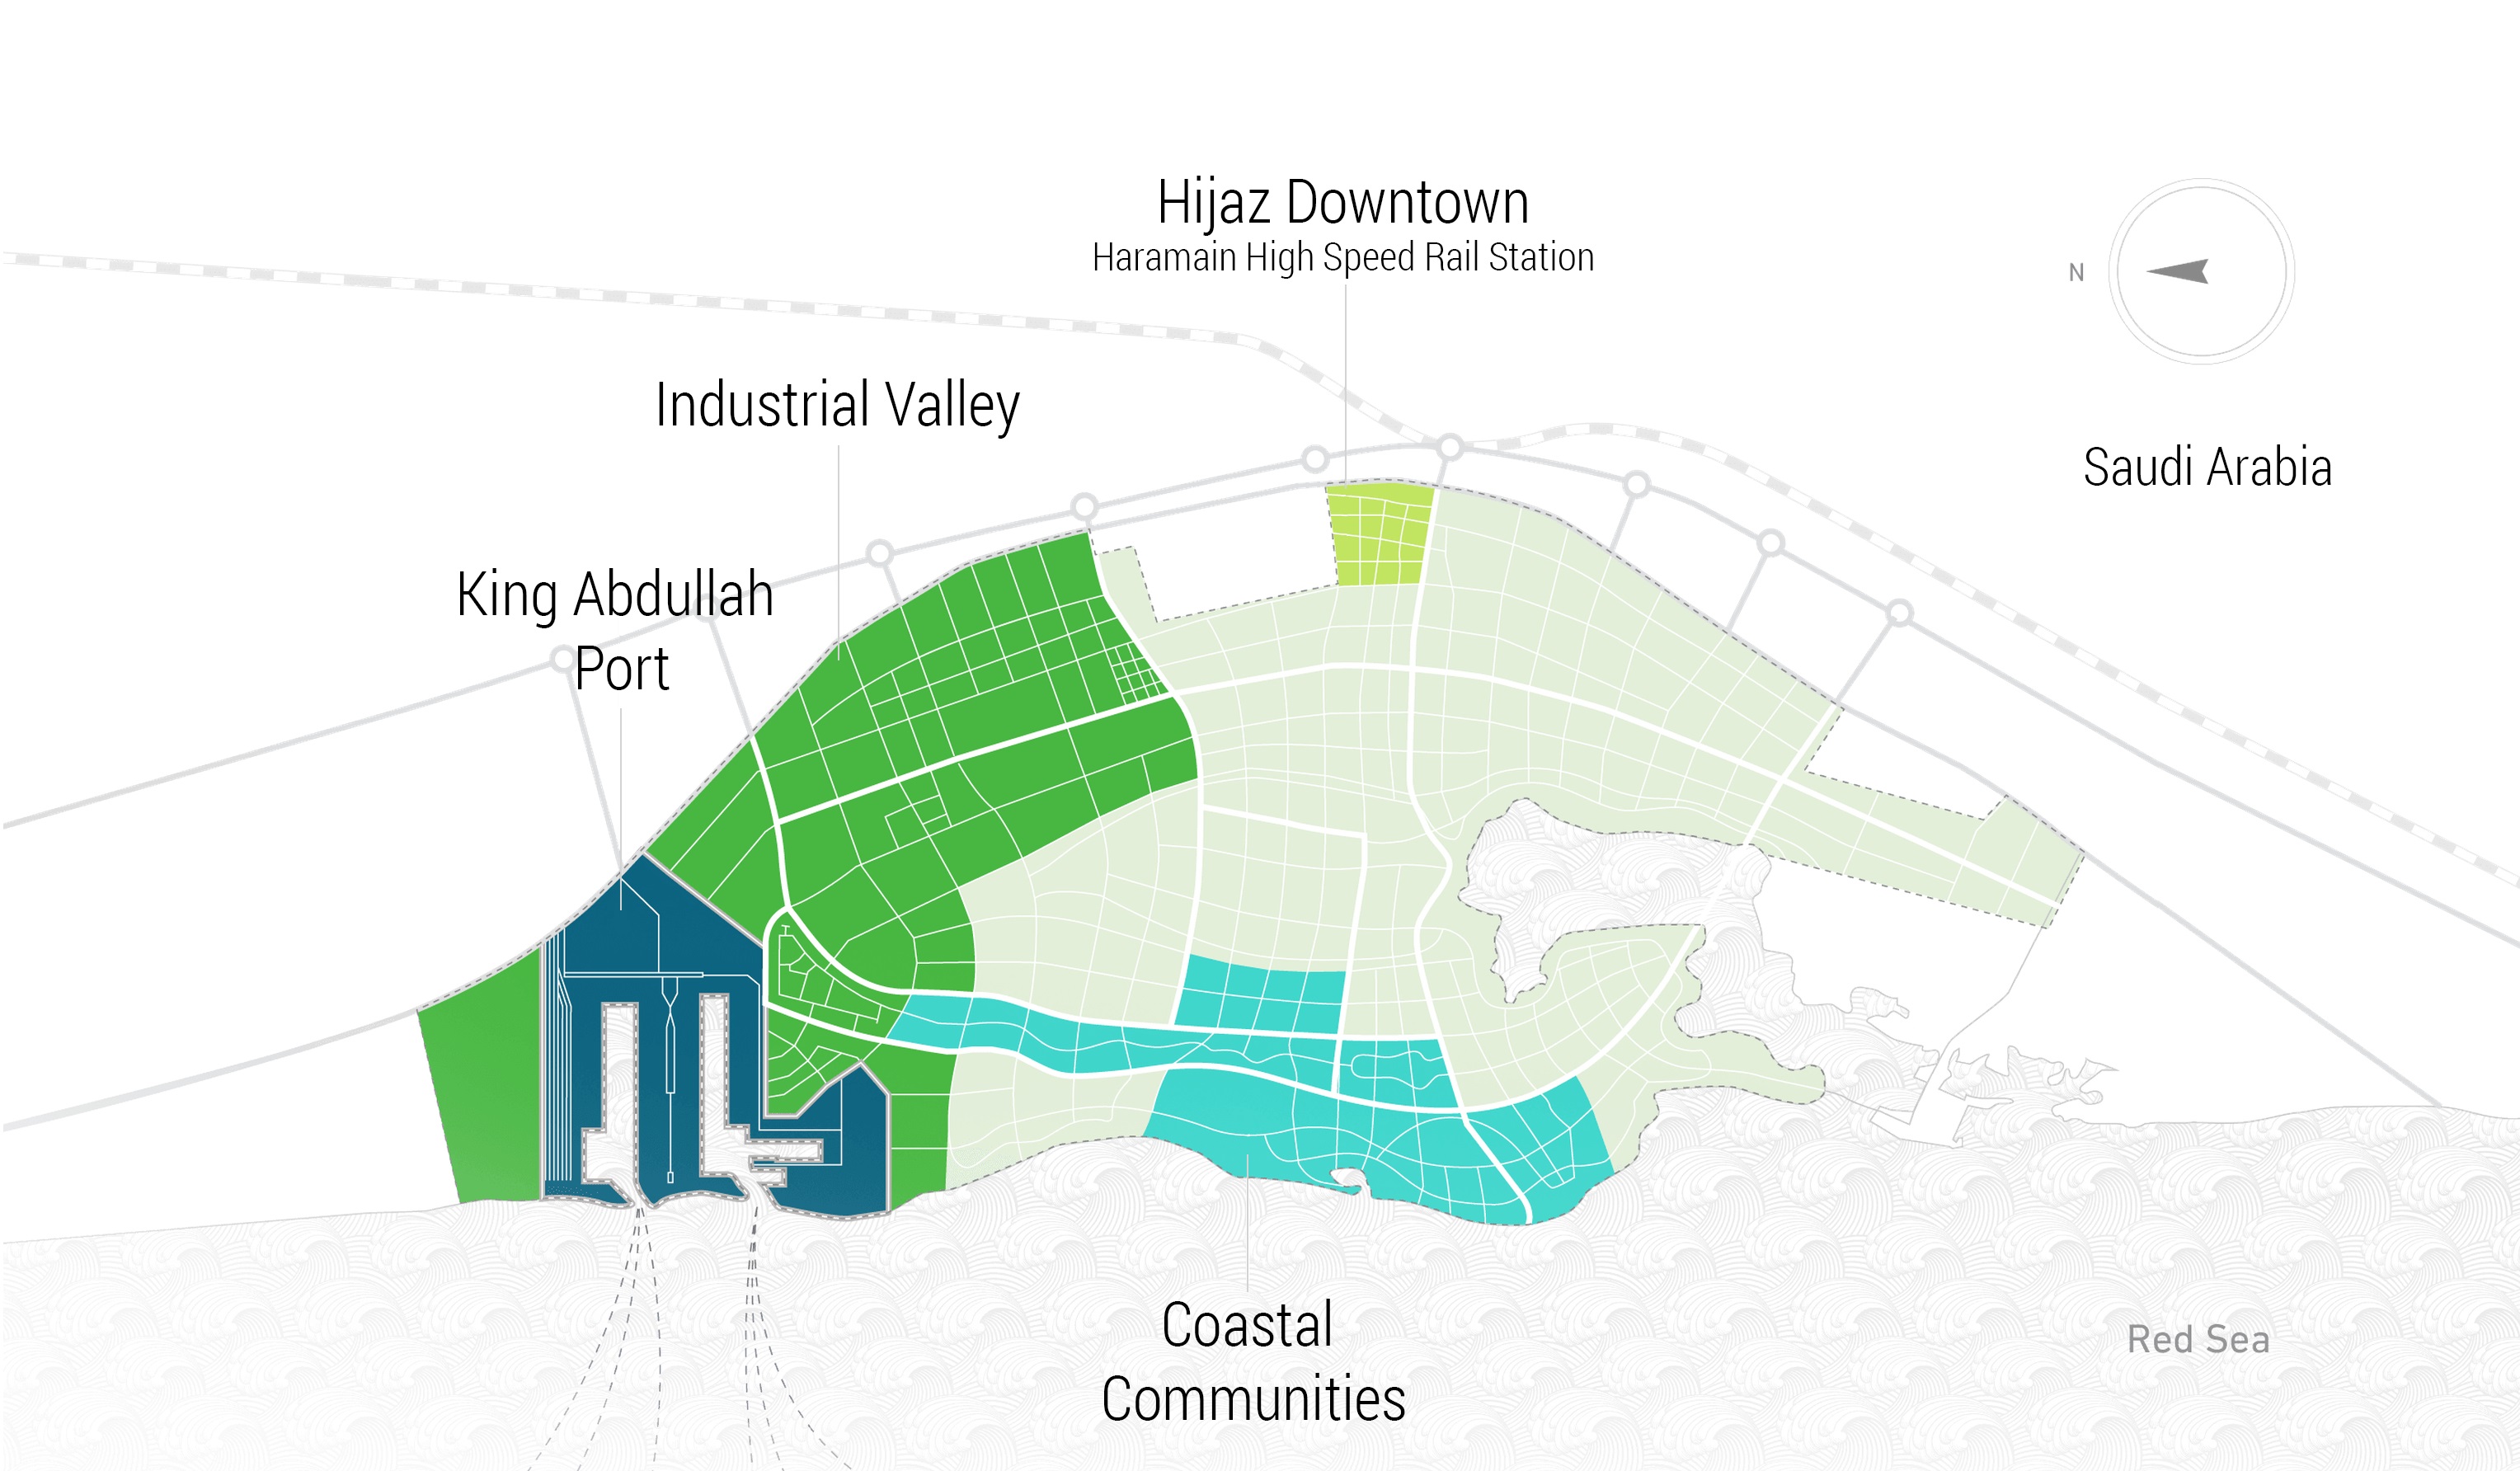 Hijaz Downtown
Haramain High Speed Rail Station
N
Industrial Valley
Saudi Arabia
King Abdullah
Port
Coastal
Communities
Red Sea